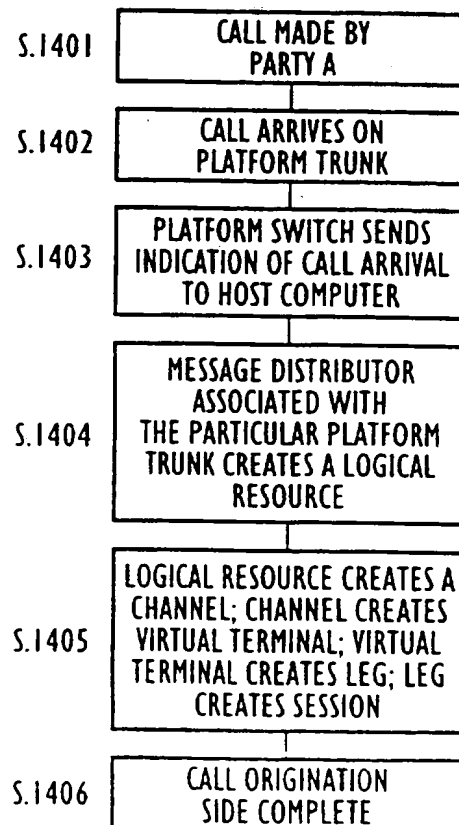 S.1401
CALL MADE BY
PARTY A
S.1402
CALL ARRIVES ON
PLATFORM TRUNK
S.1403
PLATFORM SWITCH SENDS
INDICATION OF CALL ARRIVAL
TO HOST COMPUTER
S.1404
MESSAGE DISTRIBUTOR
ASSOCIATED WITH
THE PARTICULAR PLATFORM
TRUNK CREATES A LOGICAL
RESOURCE
S.1405
LOGICAL RESOURCE CREATES A
CHANNEL; CHANNEL CREATES
VIRTUAL TERMINAL; VIRTUAL
TERMINAL CREATES LEG; LEG
CREATES SESSION
S.1406
CALL ORIGINATION
SIDE COMPLETE